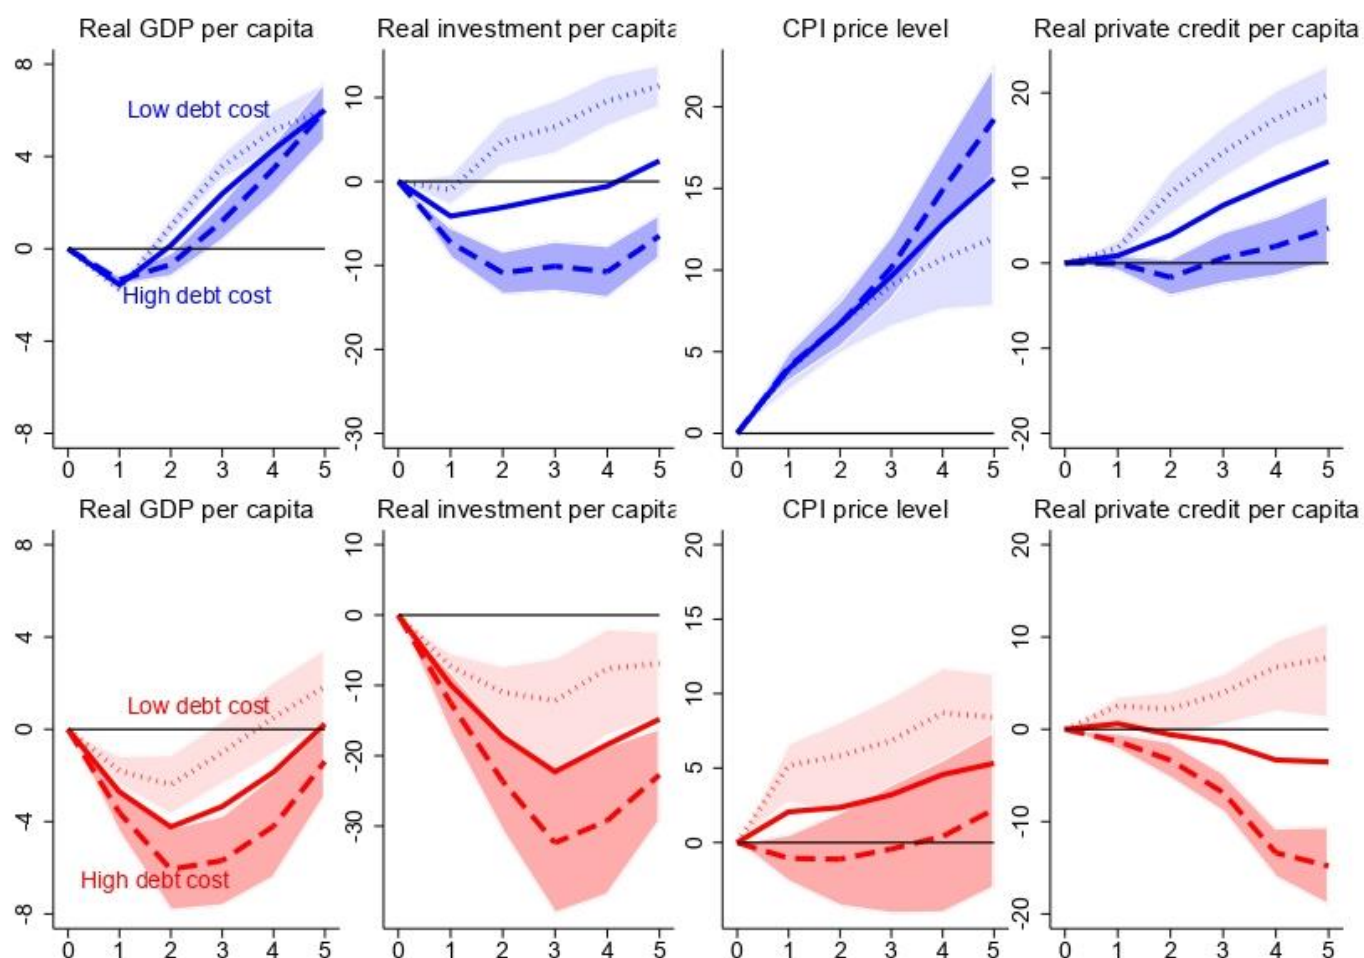 Real GDP per capita Real investment per capita CPI price level Real private credit per capita
8 4 0 -4 -8
Low debt cost
High debt cost
0 1 2 3 4 5
10 0 -10 -20 -30
0 1 2 3 4 5
20 15 10 5 0
0 1 2 3 4 5
20 10 0 -10 -20
0 1 2 3 4 5
Real GDP per capita Real investment per capita CPI price level Real private credit per capita
8 4 0 -4 -8
Low debt cost
High debt cost
0 1 2 3 4 5
10 0 -10 -20 -30
0 1 2 3 4 5
20 15 10 5 0
0 1 2 3 4 5
20 10 0 -10 -20
0 1 2 3 4 5